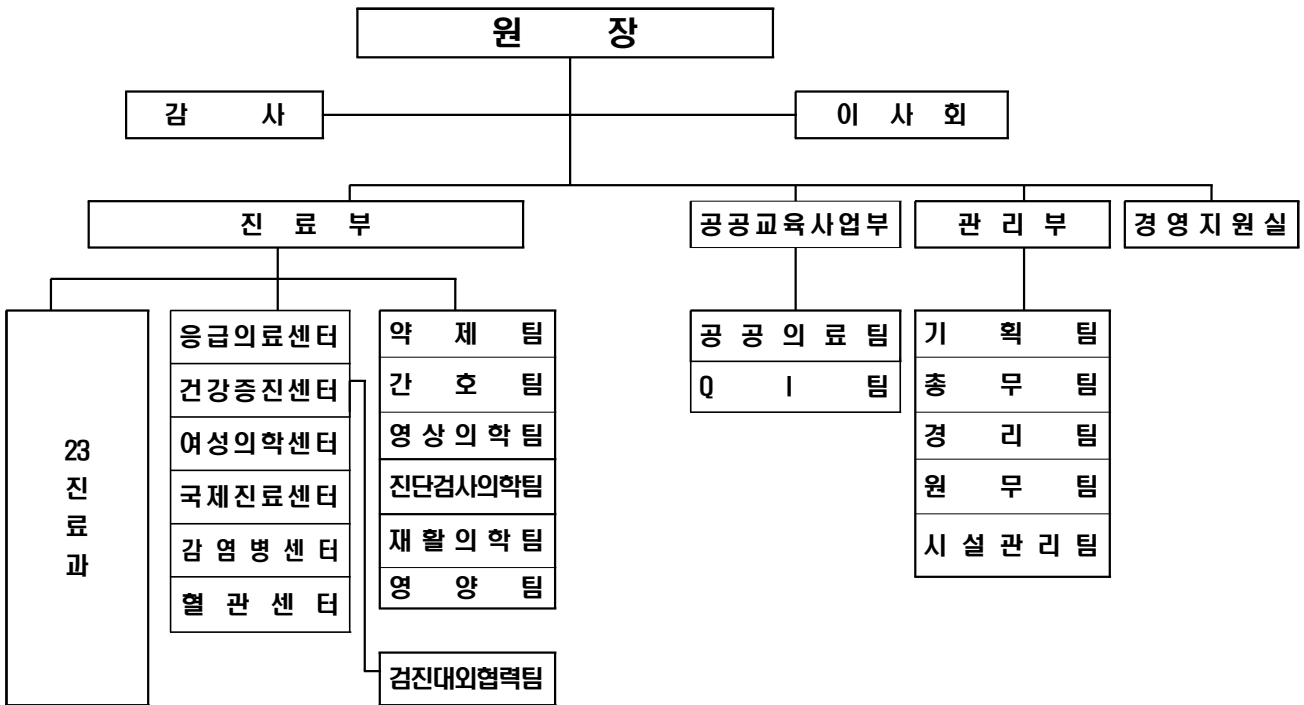 원 장
감 사
이 사 회
진 료 부
공공교육사업부
관 리 부
경영지원실
23
진
료
과
응급의료센터
건강증진센터
여성의학센터
국제진료센터
감염병센터
혈관센터
약 제 팀
간 호 팀
영상의학팀
진단검사의학팀
재활의학팀
영 양 팀
검진대외협력팀
공공의료팀
Q I 팀
기 획 팀
총 무 팀
경 리 팀
원 무 팀
시설관리팀